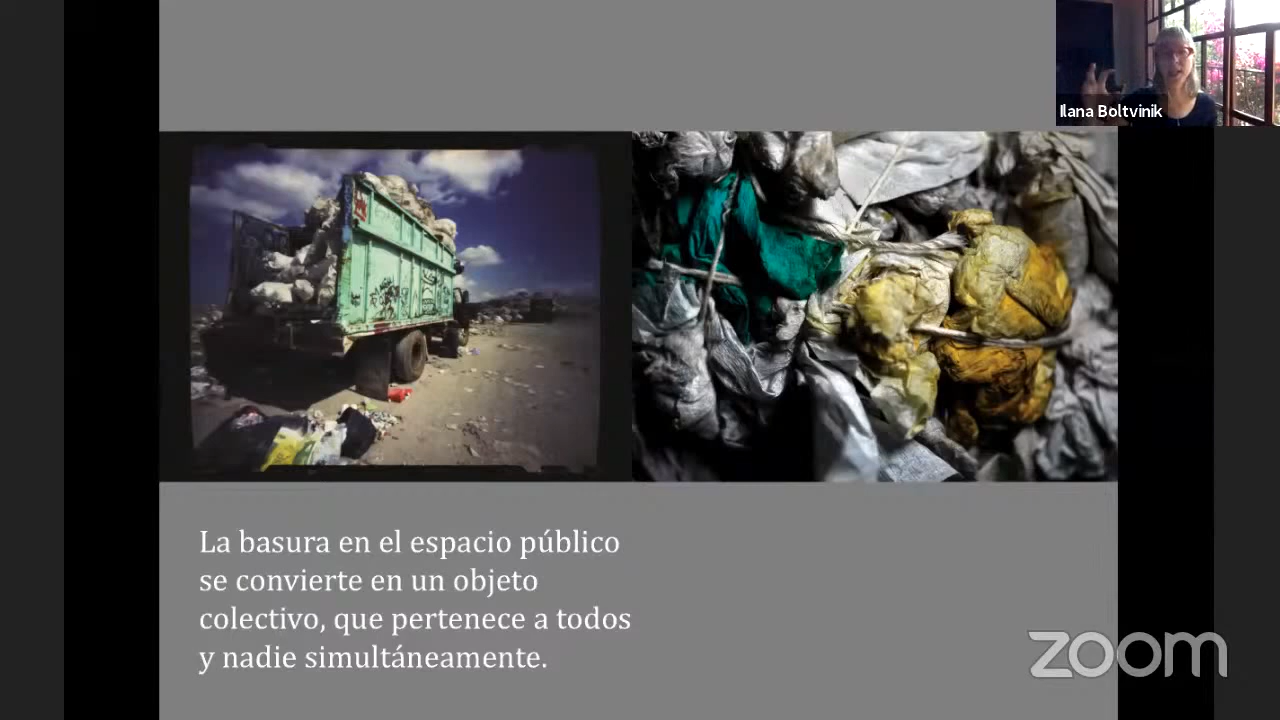 Ilana Boltvinik
La basura en el espacio público
se convierte en un objeto
colectivo, que pertenece a todos
y nadie simultáneamente.
zoom